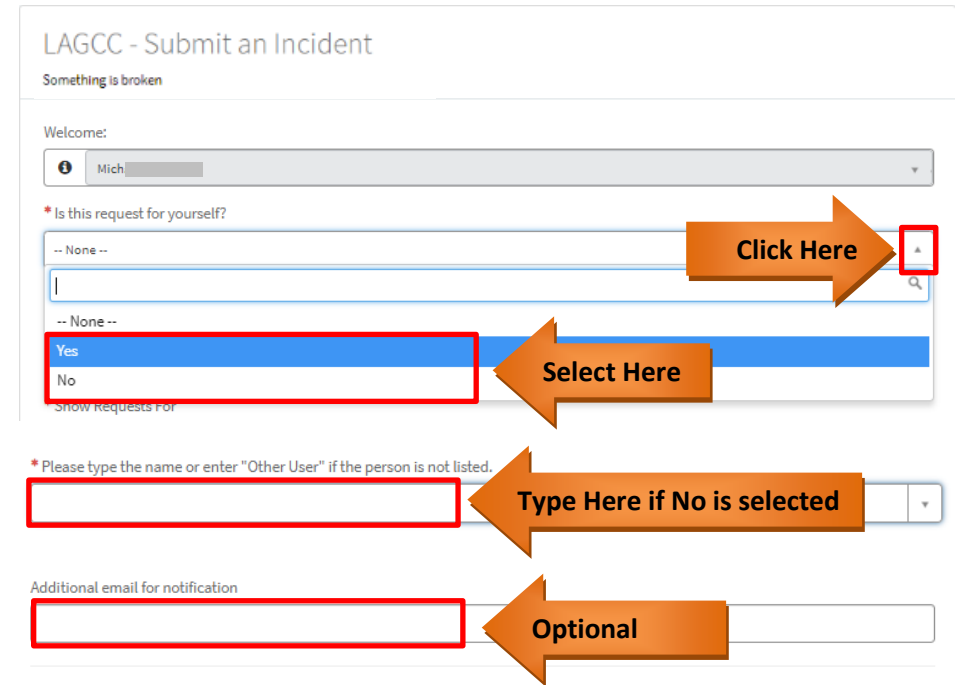 LAGCC - Submit an Incident
Something is broken
Welcome:
Mich
* Is this request for yourself?
-- None --
Click Here
-- None --
Yes
Select Here
No
* Show Requests For
* Please type the name or enter "Other User" if the person is not listed.
Type Here if No is selected
Additional email for notification
Optional